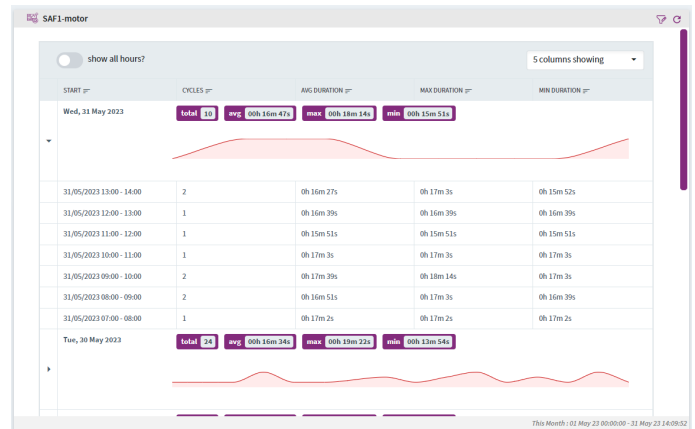 SAF1-motor
show all hours?
5 columns showing
START CYCLES AVG DURATION MAX DURATION MIN DURATION
Wed, 31 May 2023 total 10 avg 00h 16m 47s max 00h 18m 14s min 00h 15m 51s
31/05/2023 13:00 - 14:00 2 0h 16m 27s 0h 17m 3s 0h 15m 52s
31/05/2023 12:00 - 13:00 1 0h 16m 39s 0h 16m 39s 0h 16m 39s
31/05/2023 11:00 - 12:00 1 0h 15m 51s 0h 15m 51s 0h 15m 51s
31/05/2023 10:00 - 11:00 1 0h 17m 3s 0h 17m 3s 0h 17m 3s
31/05/2023 09:00 - 10:00 2 0h 17m 39s 0h 18m 14s 0h 17m 3s
31/05/2023 08:00 - 09:00 2 0h 16m 51s 0h 17m 3s 0h 16m 39s
31/05/2023 07:00 - 08:00 1 0h 17m 2s 0h 17m 2s 0h 17m 2s
Tue, 30 May 2023 total 24 avg 00h 16m 34s max 00h 19m 22s min 00h 13m 54s
This Month : 01 May 23 00:00:00 - 31 May 23 14:09:52